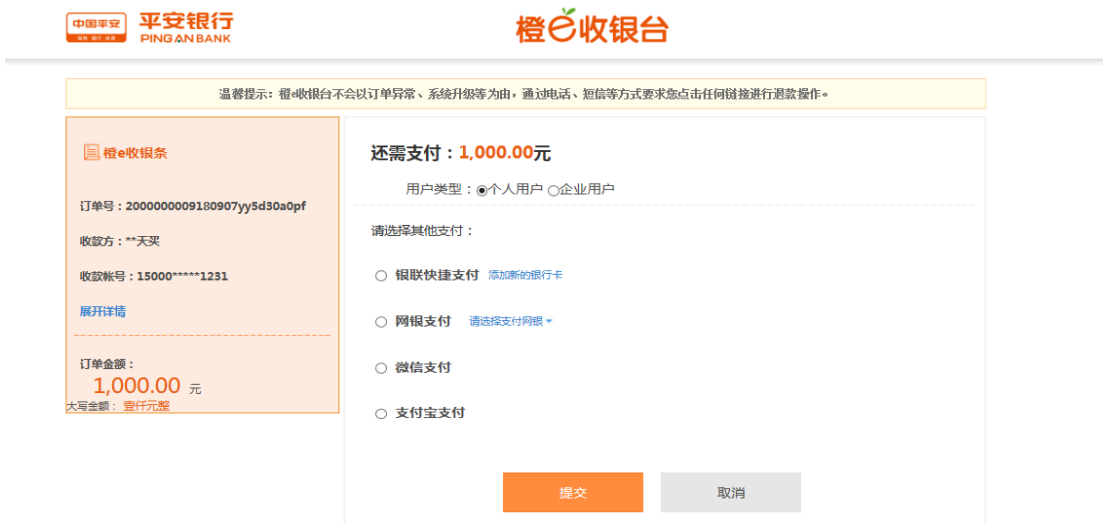 中国平安
平安银行
PING AN BANK
橙e收银台
温馨提示：橙e收银台不会以订单异常、系统升级等为由，通过电话、短信等方式要求您点击任何链接进行退款操作。
橙e收银条
订单号：2000000009180907yy5d30a0pf
收款方：**天买
收款帐号：15000*****1231
展开详情
订单金额：
1,000.00 元
大写金额： 壹仟元整
还需支付：1,000.00元
用户类型： 个人用户 企业用户
请选择其他支付：
银联快捷支付 添加新的银行卡
网银支付 请选择支付网银
微信支付
支付宝支付
提交 取消